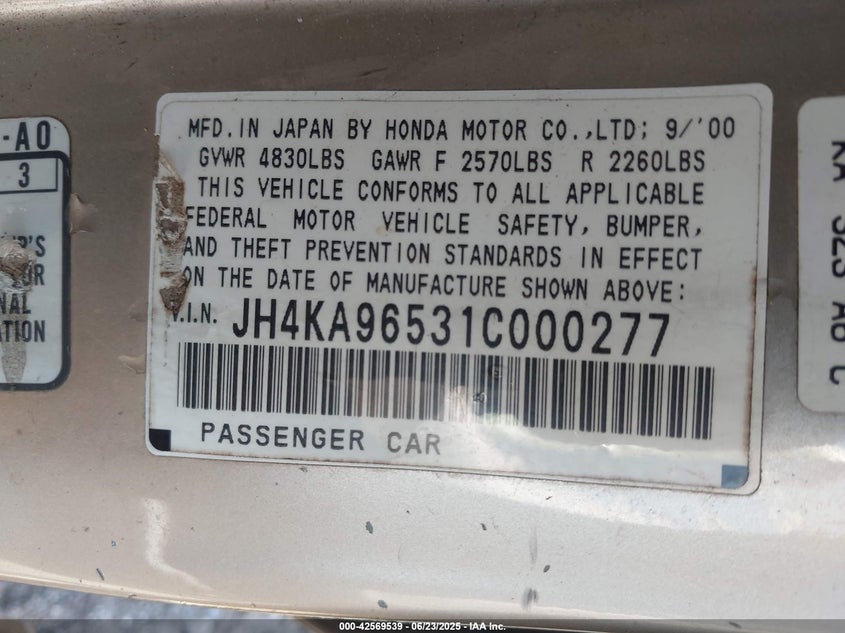 -A0
3
MFD.IN JAPAN BY HONDA MOTOR CO.,LTD; 9/'00
GVWR 4830LBS GAWR F 2570LBS R 2260LBS
THIS VEHICLE CONFORMS TO ALL APPLICABLE
FEDERAL MOTOR VEHICLE SAFETY, BUMPER,
AND THEFT PREVENTION STANDARDS IN EFFECT
ON THE DATE OF MANUFACTURE SHOWN ABOVE:
V.I.N. JH4KA96531C000277
PASSENGER CAR
000-42569539 - 06/23/2025 - IAA Inc.